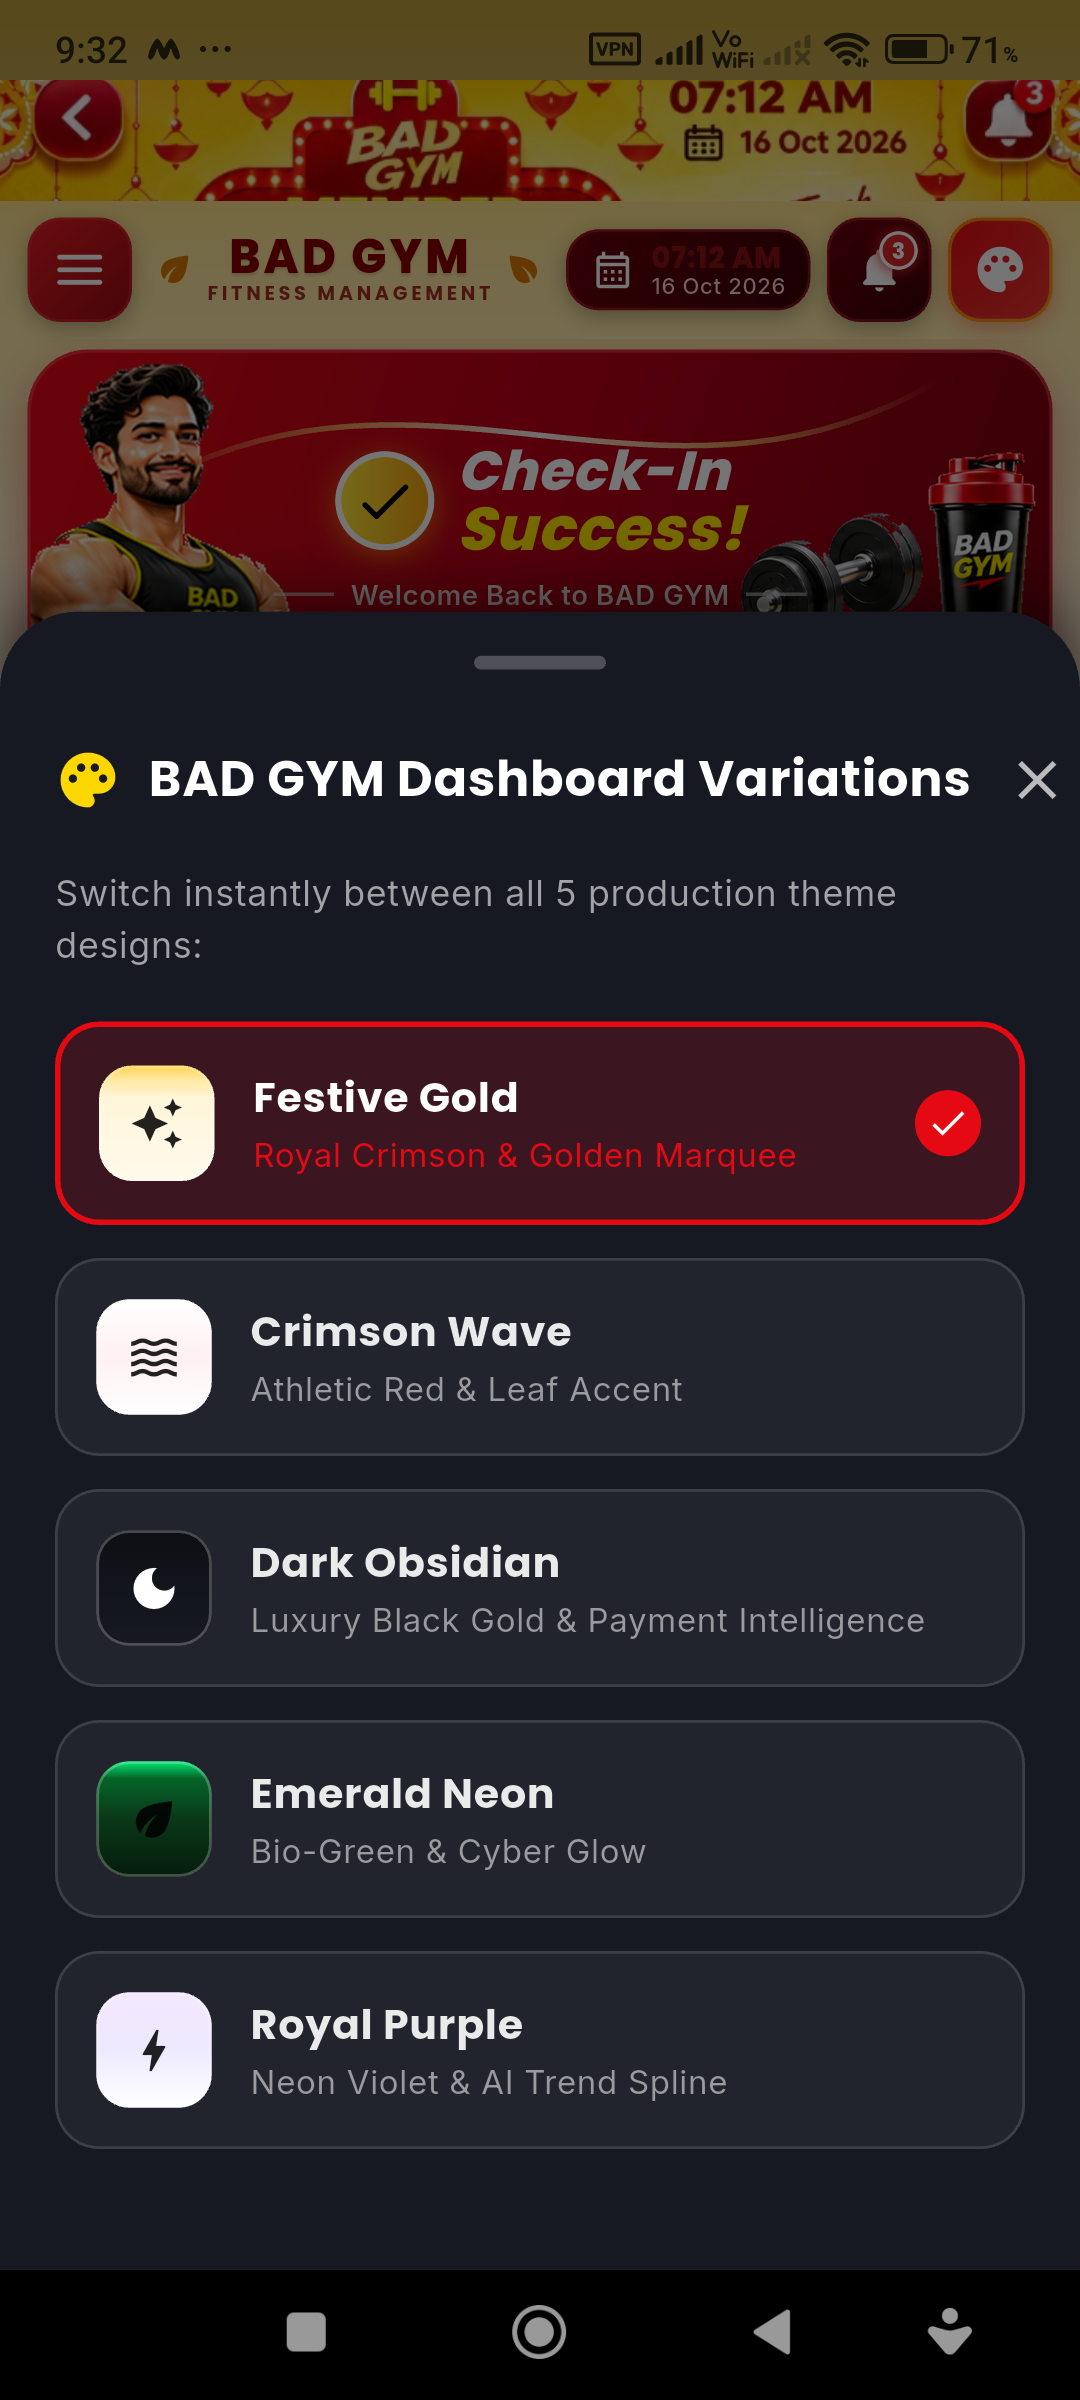 9:32
VPN
Vo
WiFi
71%
BAD
GYM
07:12 AM
16 Oct 2026
3
BAD GYM
FITNESS MANAGEMENT
07:12 AM
16 Oct 2026
3
Check-In
Success!
Welcome Back to BAD GYM
BAD
BAD
GYM
BAD GYM Dashboard Variations
Switch instantly between all 5 production theme
designs:
Festive Gold
Royal Crimson & Golden Marquee
Crimson Wave
Athletic Red & Leaf Accent
Dark Obsidian
Luxury Black Gold & Payment Intelligence
Emerald Neon
Bio-Green & Cyber Glow
Royal Purple
Neon Violet & AI Trend Spline